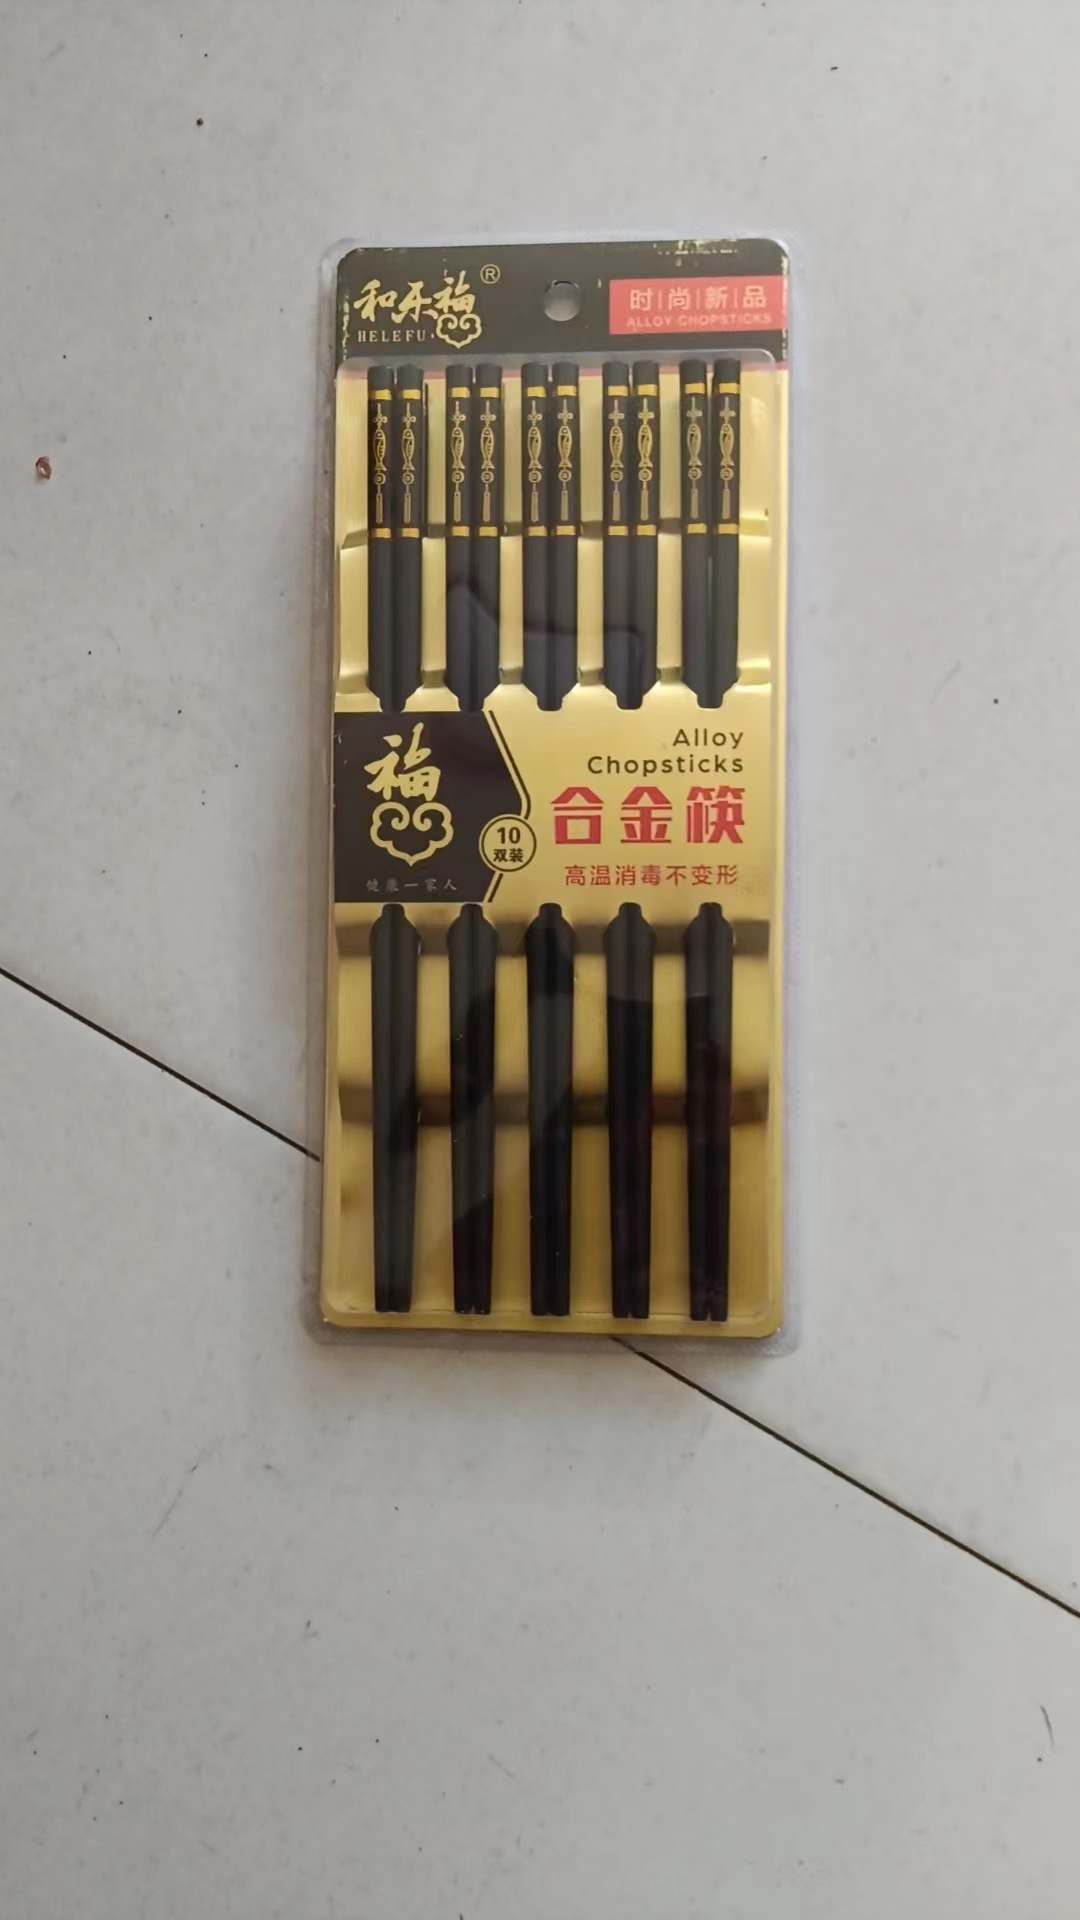 和乐福®
HELEFU
时尚新品
ALLOY CHOPSTICKS
福
健康一家人
10
双装
Alloy
Chopsticks
合金筷
高温消毒不变形